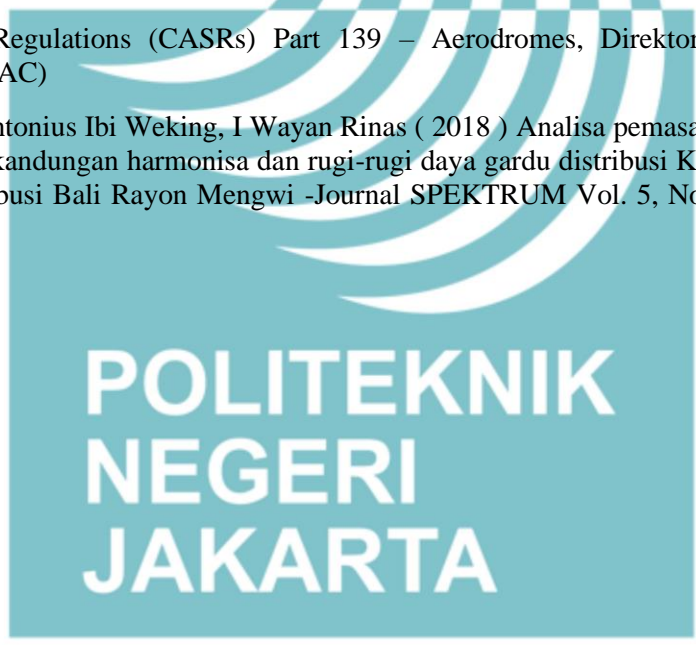 Regulations (CASRs) Part 139 – Aerodromes, Direktor
AC)
ntonius Ibi Weking, I Wayan Rinas ( 2018 ) Analisa pemasa
kandungan harmonisa dan rugi-rugi daya gardu distribusi K
busi Bali Rayon Mengwi -Journal SPEKTRUM Vol. 5, No
POLITEKNIK
NEGERI
JAKARTA